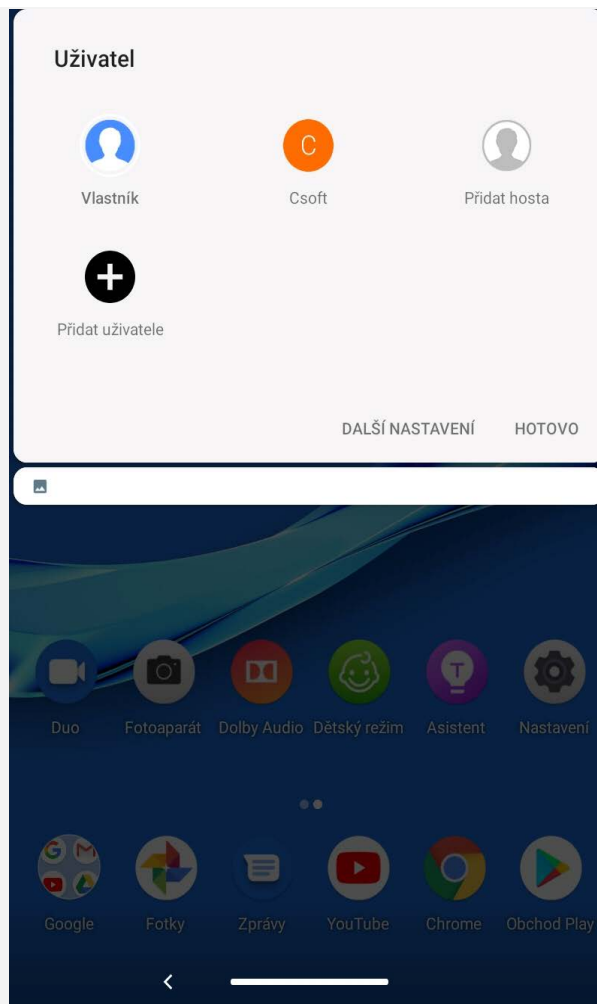 Uživatel
C
Vlastník Csoft Přidat hosta
Přidat uživatele
DALŠÍ NASTAVENÍ HOTOVO
T
Duo Fotoaparát Dolby Audio Dětský režim Asistent Nastavení
G M
Google Fotky Zprávy YouTube Chrome Obchod Play